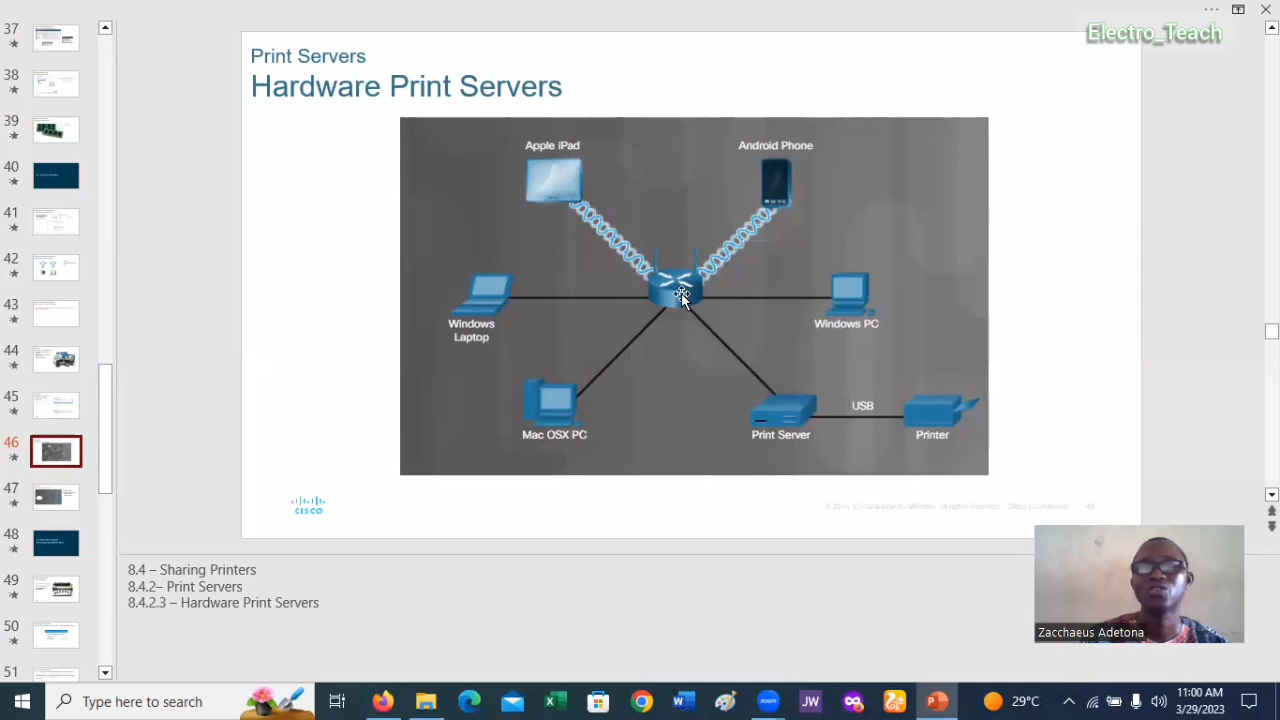 Electro_Teach
37
38
39
40
41
42
43
44
45
46
47
48
49
50
51
Print Servers
Hardware Print Servers
Apple iPad
Android Phone
Windows
Laptop
Windows PC
Mac OSX PC
Print Server
USB
Printer
CISCO
8.4 – Sharing Printers
8.4.2– Print Servers
8.4.2.3 – Hardware Print Servers
Zacchaeus Adetona
Type here to search
29°C
11:00 AM
3/29/2023